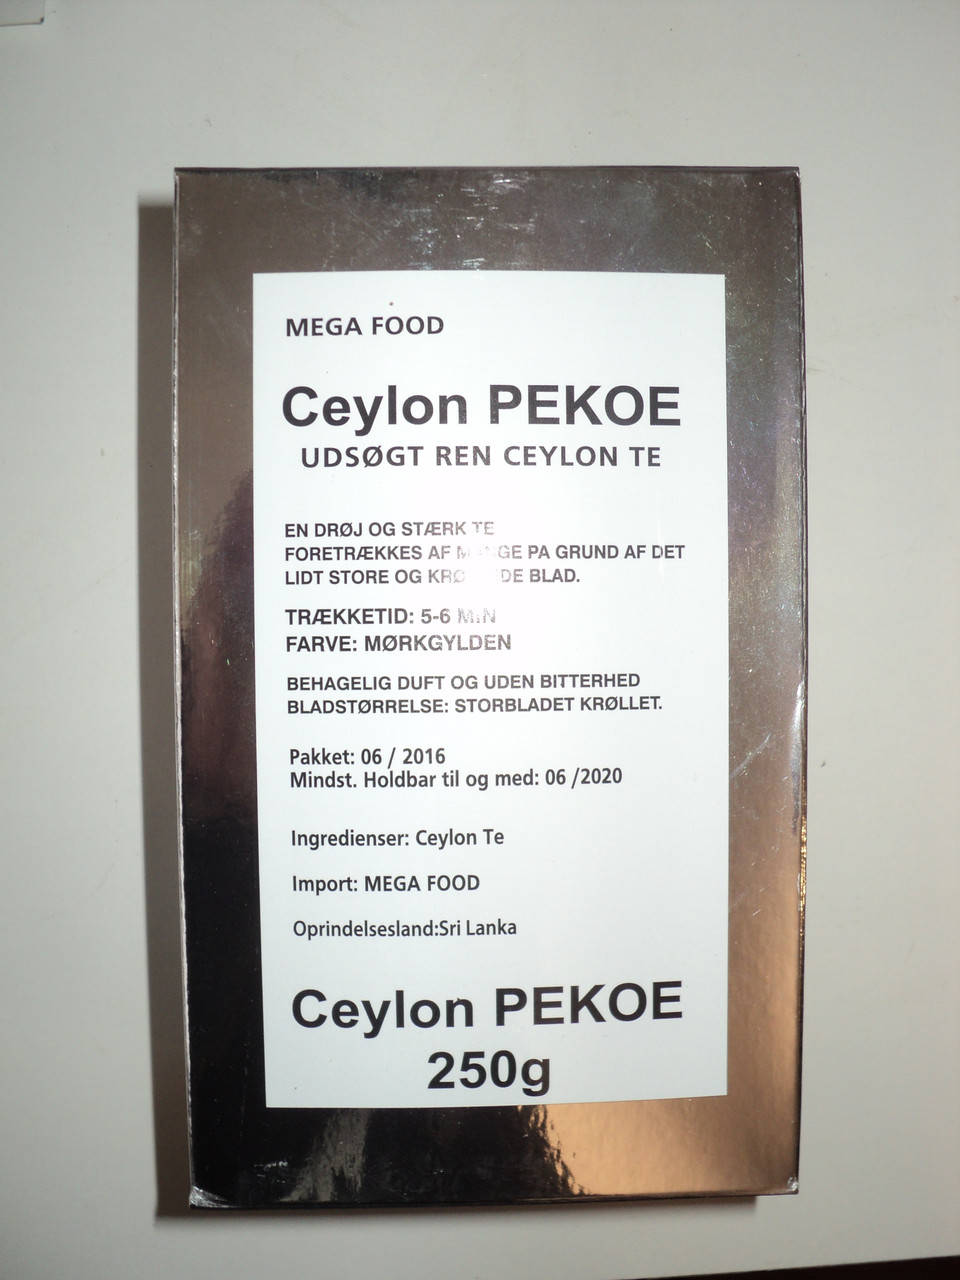 MEGA FOOD
Ceylon PEKOE
UDSØGT REN CEYLON TE
EN DRØJ OG STÆRK TE
FORETRÆKKES AF PA GRUND AF DET
LIDT STORE OG BLAD.
TRÆKKETID: 5-6 MIN
FARVE: MØRKGYLDEN
BEHAGELIG DUFT OG UDEN BITTERHED
BLADSTØRRELSE: STORBLADET KRØLLET.
Pakket: 06 / 2016
Mindst. Holdbar til og med: 06 /2020
Ingredienser: Ceylon Te
Import: MEGA FOOD
Oprindelsesland:Sri Lanka
Ceylon PEKOE
250g